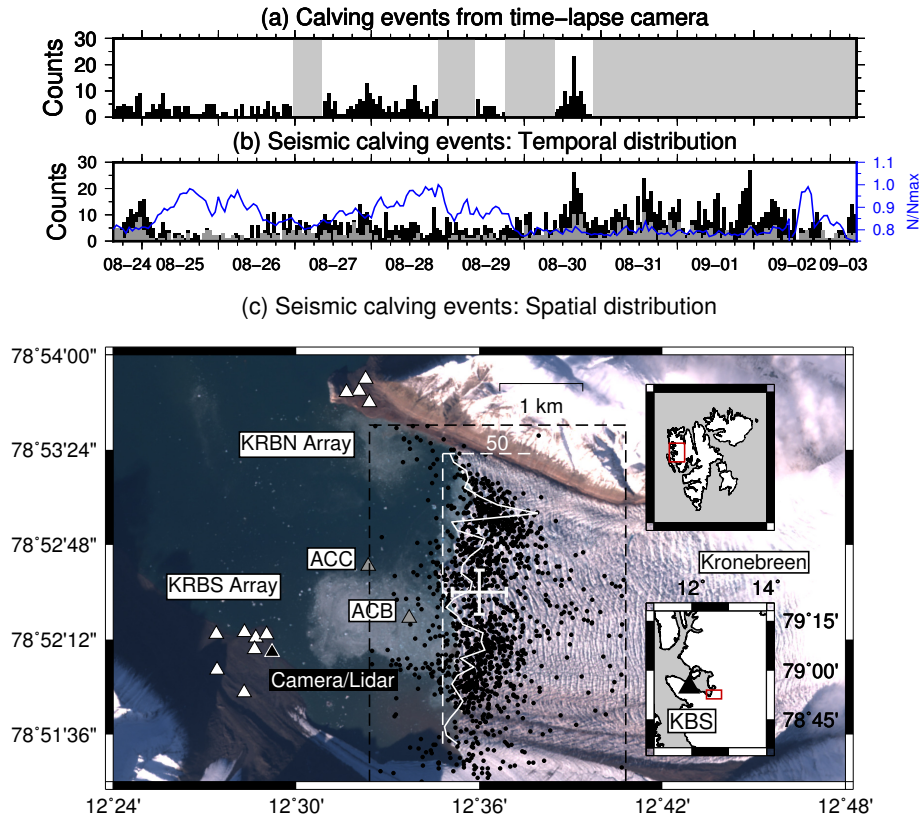 (a) Calving events from time−lapse camera
30
20
10
0
Counts
(b) Seismic calving events: Temporal distribution
30
20
10
0
Counts
1.1
1.0
0.9
0.8
N/Nmax
08−24 08−25 08−26 08−27 08−28 08−29 08−30 08−31 09−01 09−02 09−03
(c) Seismic calving events: Spatial distribution
78˚54'00"
78˚53'24"
78˚52'48"
78˚52'12"
78˚51'36"
1 km
KRBN Array
50
ACC
KRBS Array
ACB
Camera/Lidar
Kronebreen
12˚ 14˚
79˚15'
79˚00'
78˚45'
KBS
12˚24' 12˚30' 12˚36' 12˚42' 12˚48'